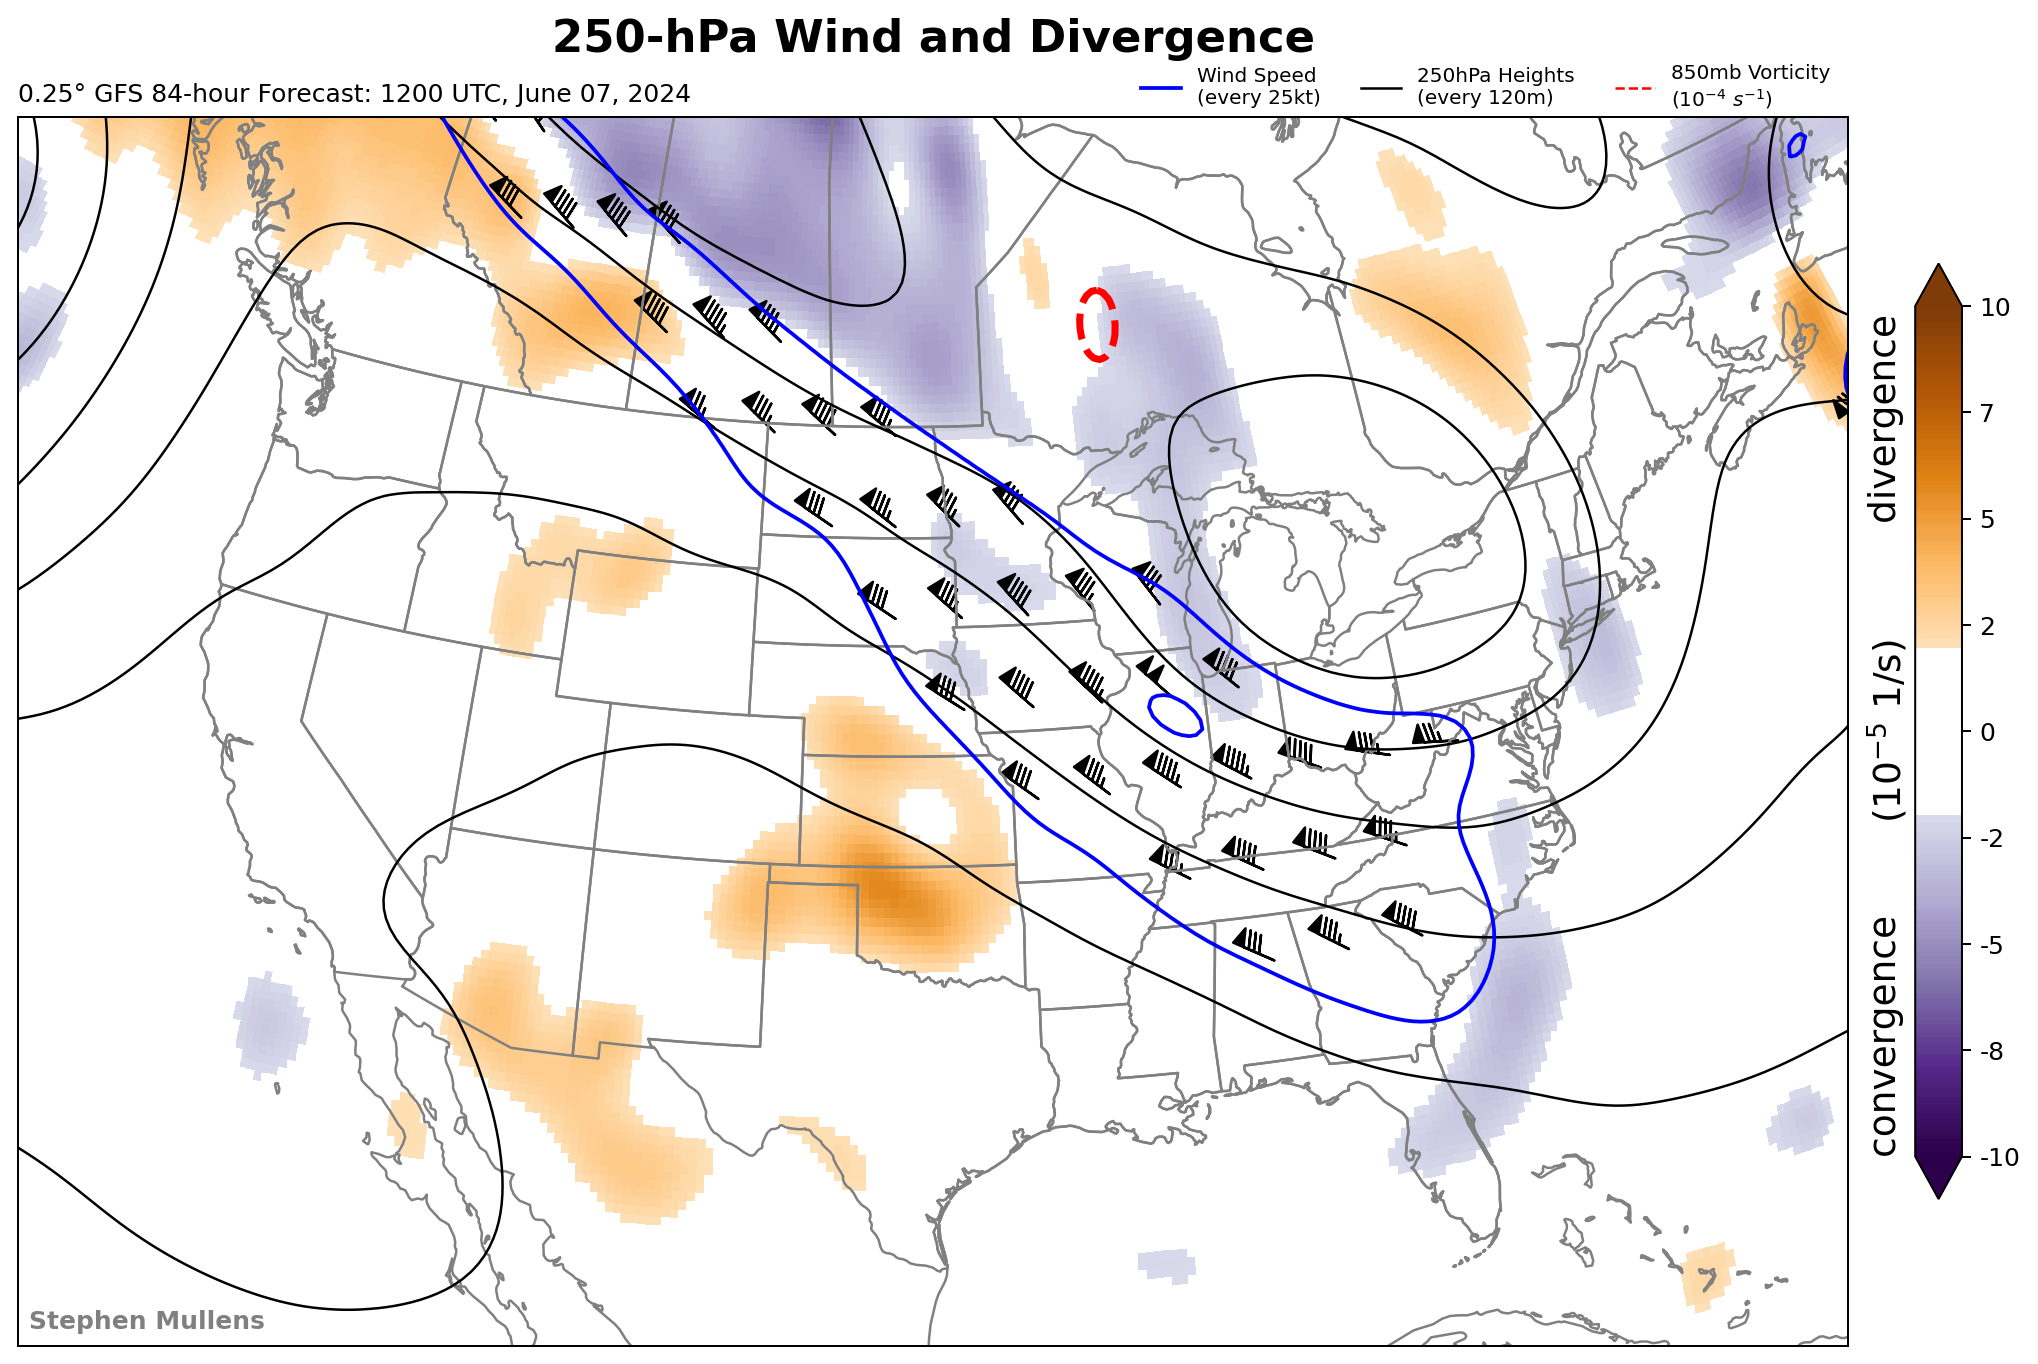 250-hPa Wind and Divergence
0.25° GFS 84-hour Forecast: 1200 UTC, June 07, 2024
Wind Speed
(every 25kt)
250hPa Heights
(every 120m)
850mb Vorticity
(10⁻⁴ s⁻¹)
10
7
5
2
0
-2
-5
-8
-10
convergence (10⁻⁵ 1/s) divergence
Stephen Mullens